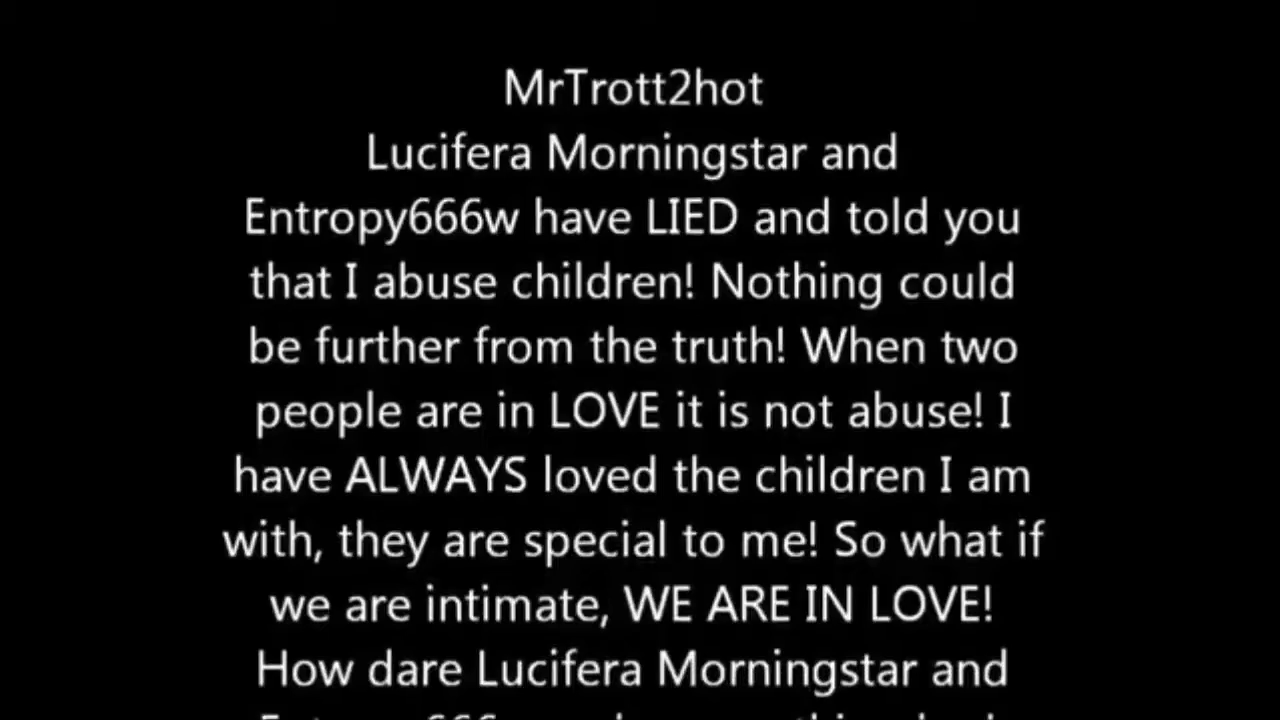 MrTrott2hot
Lucifera Morningstar and
Entropy666w have LIED and told you
that I abuse children! Nothing could
be further from the truth! When two
people are in LOVE it is not abuse! I
have ALWAYS loved the children I am
with, they are special to me! So what if
we are intimate, WE ARE IN LOVE!
How dare Lucifera Morningstar and